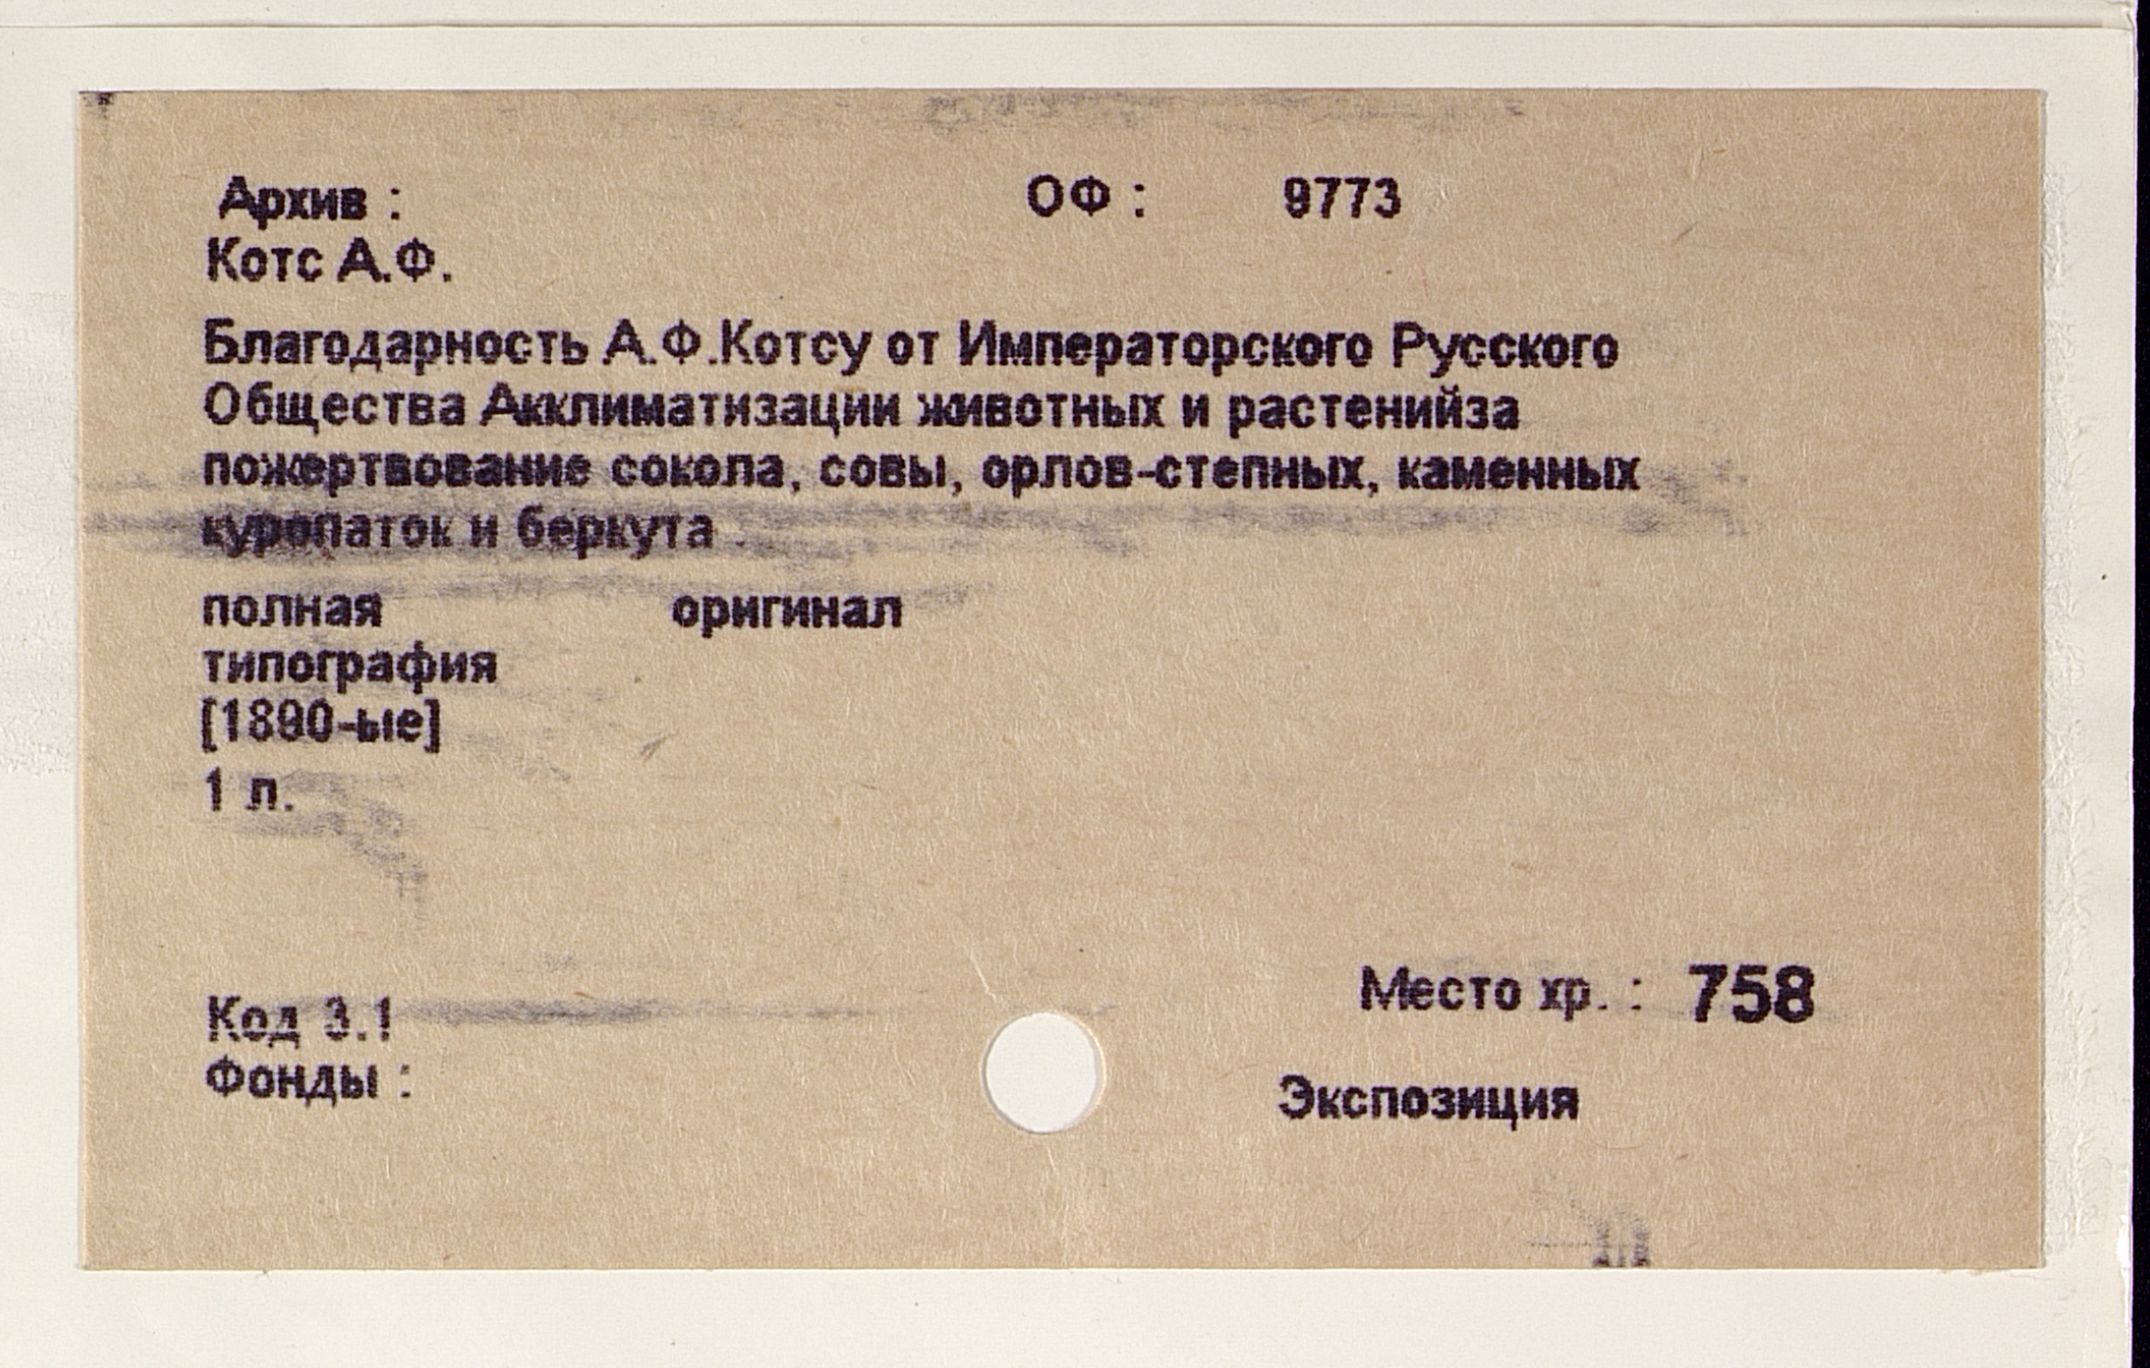 Архив : ОФ : 9773
Котс А.Ф.
Благодарность А.Ф.Котсу от Императорского Русского
Общества Акклиматизации животных и растенийза
пожертвование сокола, совы, орлов-степных, каменных
куропаток и беркута
полная оригинал
типография
[1890-ые]
1 л.
Место хр. : 758
Код 3.1
Фонды :
Экспозиция